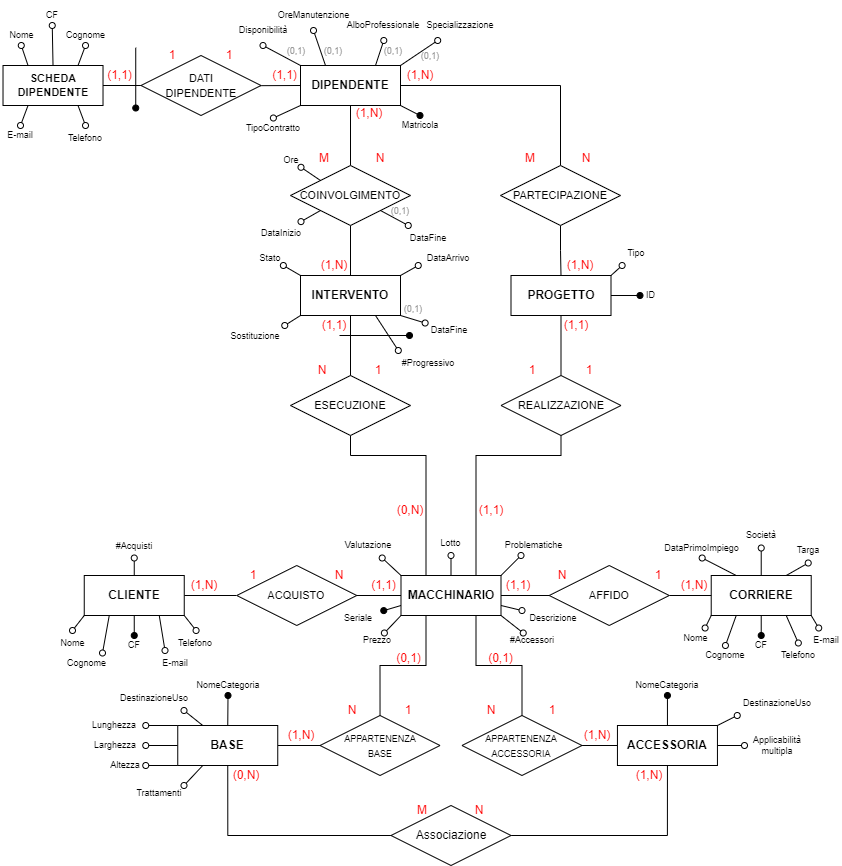 CF
Nome
Cognome
SCHEDA
DIPENDENTE
E-mail
Telefono
(1,1)
1
1
DATI
DIPENDENTE
(1,1)
Disponibilità
OreManutenzione
AlboProfessionale
Specializzazione
(0,1)
(0,1)
(0,1)
(0,1)
DIPENDENTE
(1,N)
TipoContratto
(1,N)
Matricola
M
N
Ore
COINVOLGIMENTO
(0,1)
DataInizio
DataFine
M
N
PARTECIPAZIONE
(1,N)
Stato
DataArrivo
INTERVENTO
(0,1)
DataFine
Sostituzione
(1,1)
#Progressivo
(1,N)
Tipo
PROGETTO
ID
(1,1)
N
1
ESECUZIONE
1
1
REALIZZAZIONE
(0,N)
(1,1)
#Acquisti
CLIENTE
(1,N)
Nome
Cognome
CF
E-mail
Telefono
1
N
ACQUISTO
(1,1)
Valutazione
Lotto
Problematiche
MACCHINARIO
(1,1)
Seriale
Prezzo
Descrizione
#Accessori
N
1
AFFIDO
(1,N)
DataPrimoImpiego
Società
Targa
CORRIERE
Nome
Cognome
CF
Telefono
E-mail
(0,1)
(0,1)
NomeCategoria
DestinazioneUso
Lunghezza
Larghezza
Altezza
Trattamenti
BASE
(1,N)
(0,N)
N
1
APPARTENENZA
BASE
N
1
APPARTENENZA
ACCESSORIA
(1,N)
NomeCategoria
DestinazioneUso
ACCESSORIA
Applicabilità
multipla
(1,N)
M
N
Associazione